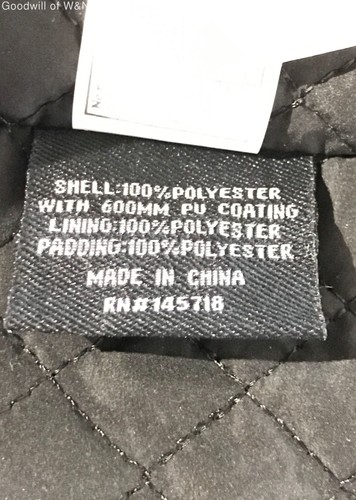 Goodwill of W&N
SHELL:100%POLYESTER
WITH 600MM PU COATING
LINING:100%POLYESTER
PADDING:100%POLYESTER
MADE IN CHINA
RN#145718